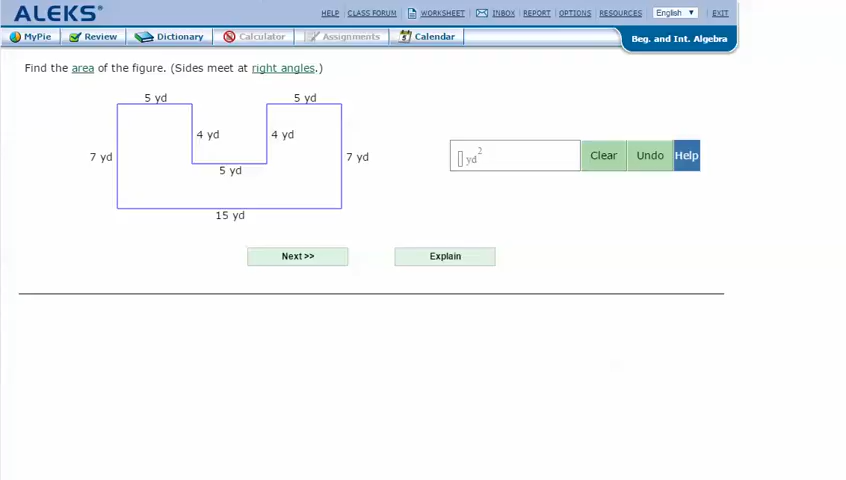 ALEKS®
HELP | CLASS FORUM | WORKSHEET | INBOX | REPORT | OPTIONS | RESOURCES | English ▼ | EXIT
MyPie Review Dictionary Calculator Assignments Calendar
Beg. and Int. Algebra
Find the area of the figure. (Sides meet at right angles.)
5 yd 5 yd
4 yd 4 yd
7 yd 7 yd
5 yd
15 yd
yd²
Clear Undo Help
Next >> Explain